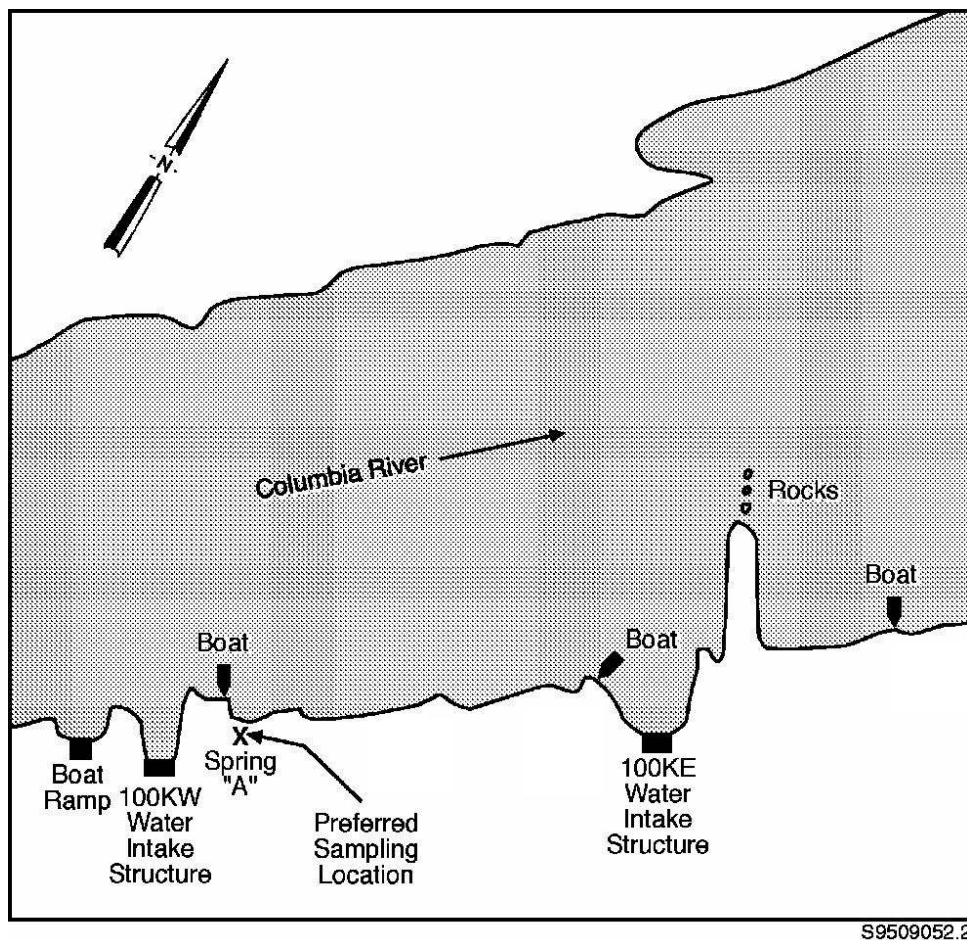 N
Columbia River
Rocks
Boat
Boat
Boat
X
Spring
"A"
Boat
Ramp
100KW
Water
Intake
Structure
Preferred
Sampling
Location
100KE
Water
Intake
Structure
S9509052.2